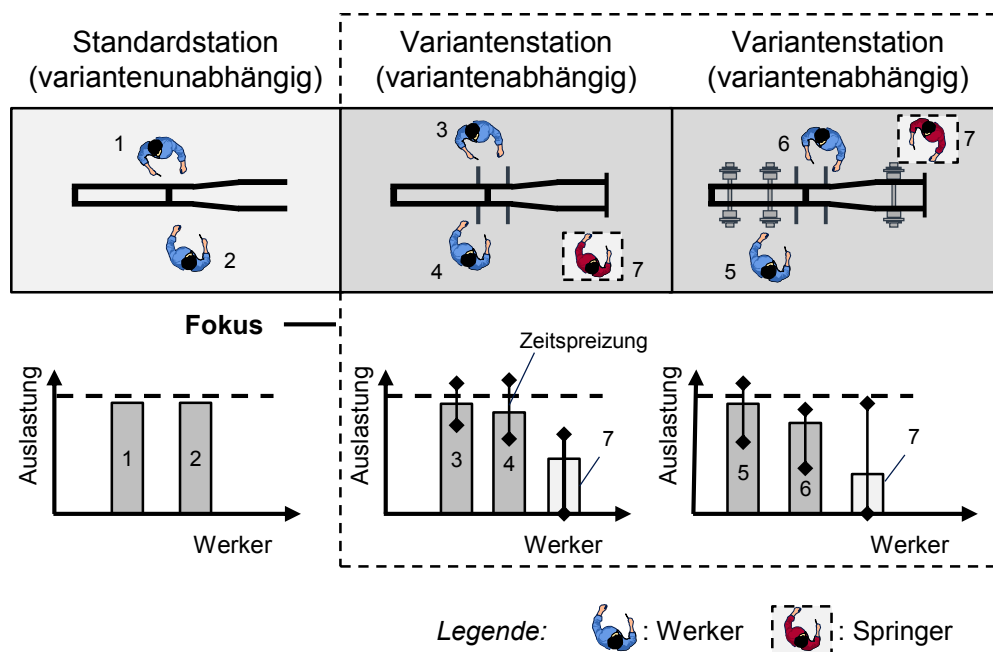 Standardstation
(variantenunabhängig)
Variantenstation
(variantenabhängig)
Variantenstation
(variantenabhängig)
1
2
3
4
7
6
7
5
Fokus
Zeitspreizung
Auslastung
1
2
Werker
Auslastung
3
4
7
Werker
Auslastung
5
6
7
Werker
Legende:
: Werker
: Springer